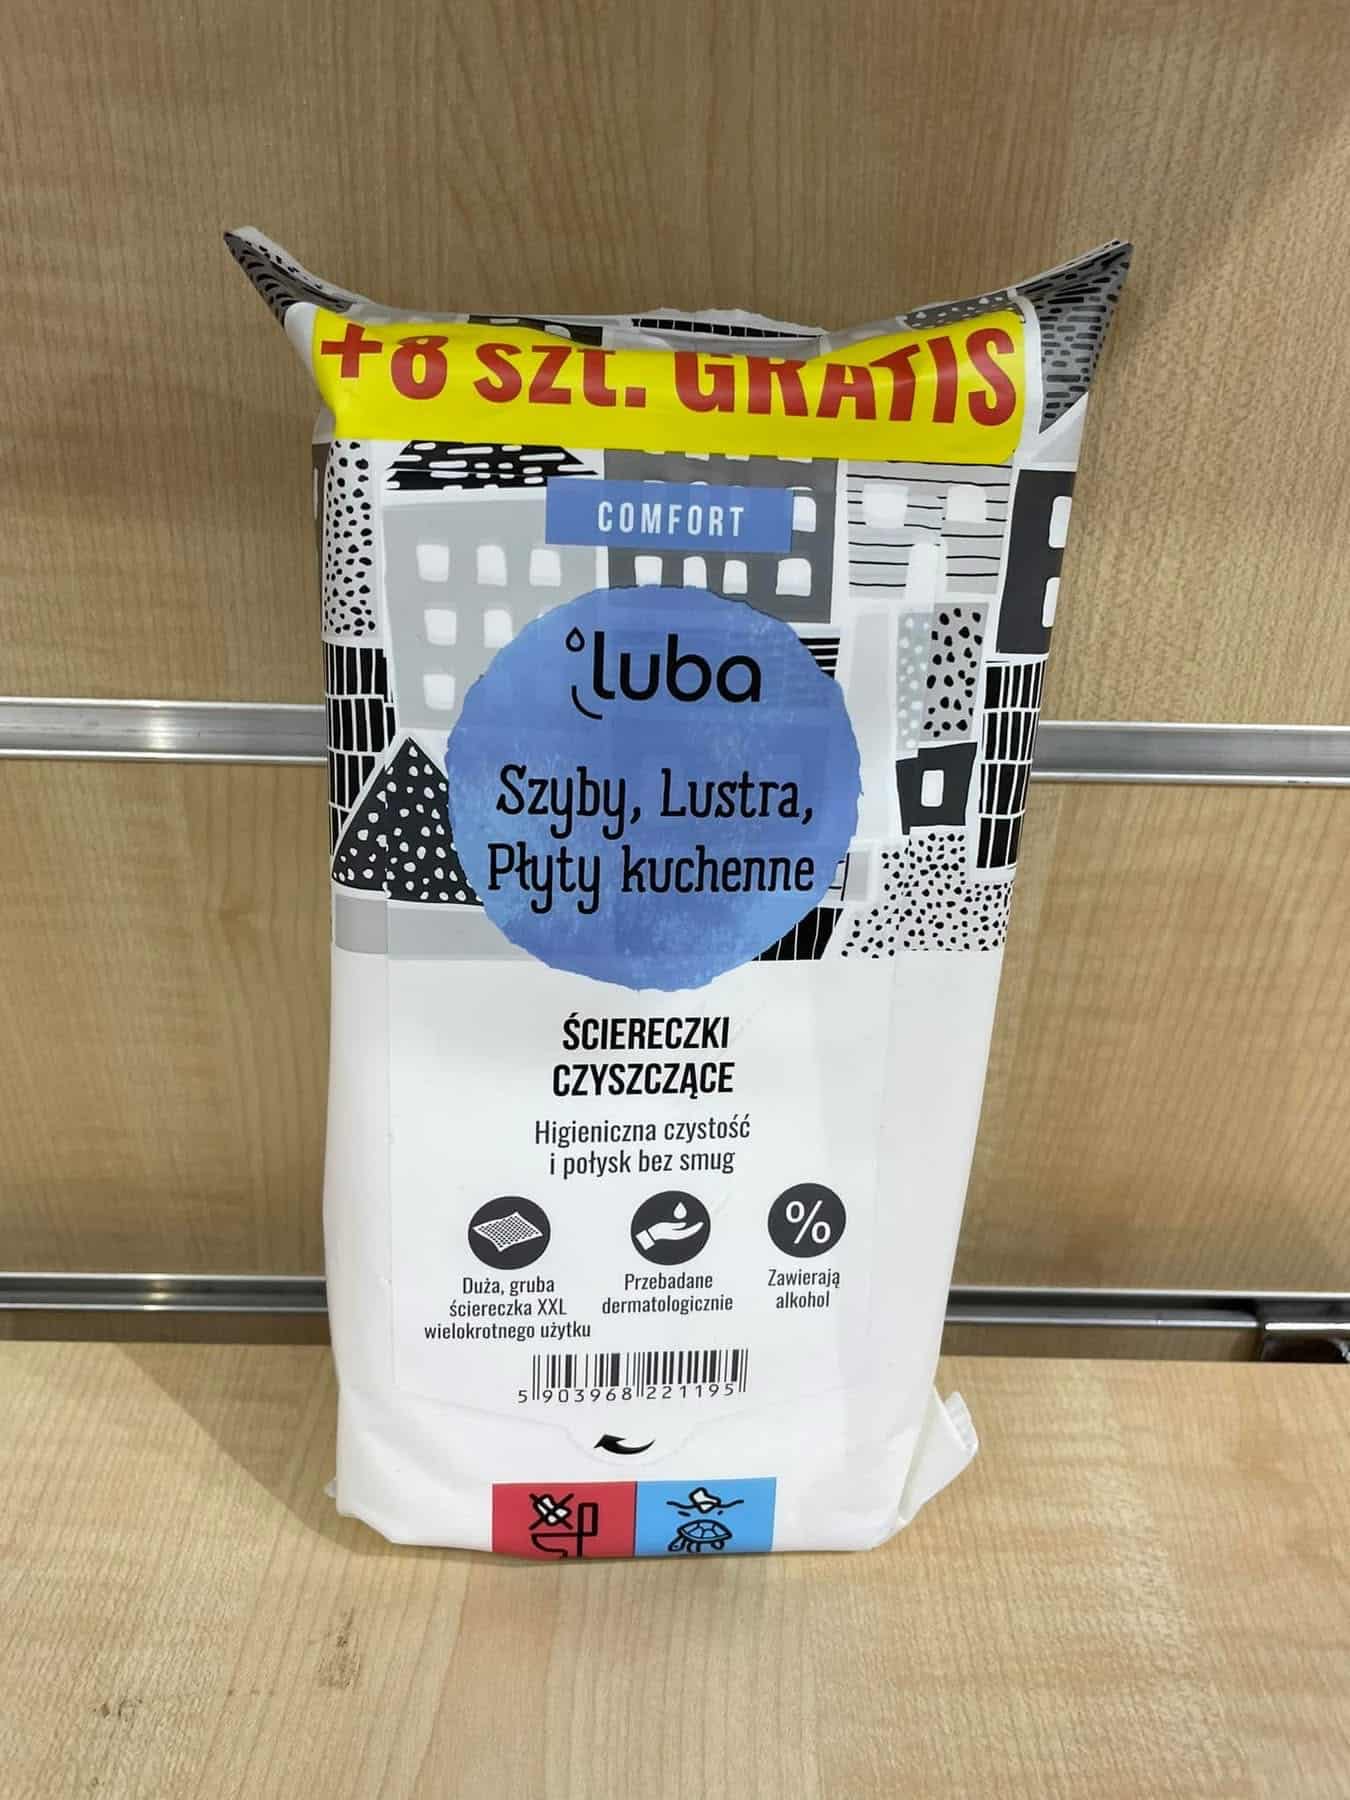 +8 SZT. GRATIS
COMFORT
luba
Szyby, Lustra,
Płyty kuchenne
ŚCIERECZKI
CZYSZCZĄCE
Higieniczna czystość
i połysk bez smug
%
Duża, gruba
ściereczka XXL
wielokrotnego użytku
Przebadane
dermatologicznie
Zawierają
alkohol
5 903968 221195